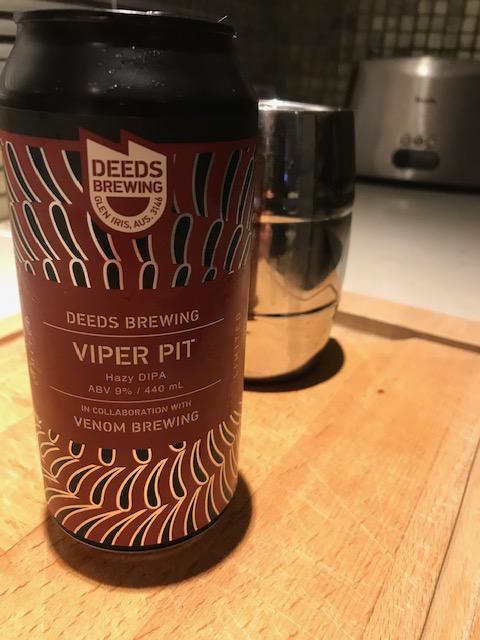 DEEDS
BREWING
GLEN IRIS, AUS. 3146
DEEDS BREWING
VIPER PIT
Hazy DIPA
ABV 9% / 440 mL
IN COLLABORATION WITH
VENOM BREWING